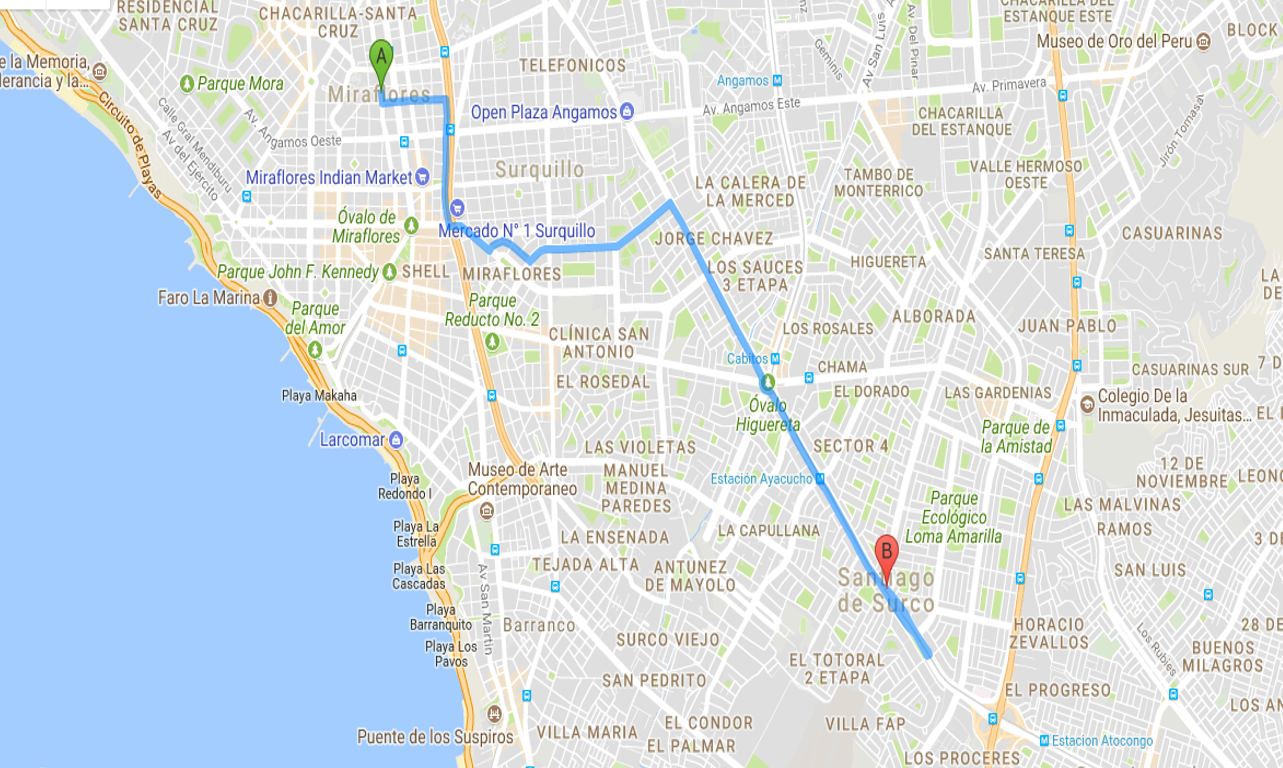 RESIDENCIAL
SANTA CRUZ
CHACARILLA-SANTA
CRUZ
CHACARILLA DEL
ESTANQUE ESTE
BLOCK
Museo de Oro del Peru
A
TELEFONICOS
Geminis
Av San Luis
Av Del Pinar
e la Memoria,
lerancia y la...
Parque Mora
Miraflores
Angamos
Av. Primavera
Circuito de Playas
Calle Gral Mendiburu
Av del Ejército
Av. Angamos Oeste
Open Plaza Angamos
Av. Angamos Este
CHACARILLA
DEL ESTANQUE
Jirón Tomasal
Miraflores Indian Market
Surquillo
LA CALERA DE
LA MERCED
TAMBO DE
MONTERRICO
VALLE HERMOSO
OESTE
Óvalo de
Miraflores
Mercado N° 1 Surquillo
JORGE CHAVEZ
CASUARINAS
Parque John F. Kennedy
SHELL
MIRAFLORES
LOS SAUCES
3 ETAPA
HIGUERETA
SANTA TERESA
LA
DE
Faro La Marina
Parque
del Amor
Parque
Reducto No. 2
CLÍNICA SAN
ANTONIO
LOS ROSALES
ALBORADA
JUAN PABLO
Cabitos
CHAMA
CASUARINAS SUR
7 D
Playa Makaha
EL ROSEDAL
EL DORADO
LAS GARDENIAS
Colegio De la
Inmaculada, Jesuitas...
EL
Óvalo
Higuereta
Larcomar
LAS VIOLETAS
SECTOR 4
Parque de
la Amistad
Museo de Arte
Contemporaneo
MANUEL
MEDINA
PAREDES
Estación Ayacucho
12 DE
NOVIEMBRE
LEONC
Playa
Redondo I
Parque
Ecológico
Loma Amarilla
LAS MALVINAS
RAMOS
Playa La
Estrella
LA ENSENADA
LA CAPULLANA
3 DE
B
Playa Las
Cascadas
TEJADA ALTA
ANTUNEZ
DE MAYOLO
Santiago
de Surco
SAN LUIS
Av San Martin
Playa
Barranquito
Barranco
SURCO VIEJO
HORACIO
ZEVALLOS
28 DE
Playa Los
Pavos
EL TOTORAL
2 ETAPA
Los Rubies
BUENOS
MILAGROS
SAN PEDRITO
EL PROGRESO
LOS AN
Puente de los Suspiros
VILLA MARIA
EL CONDOR
EL PALMAR
VILLA FAP
Estacion Atocongo
LOS PROCERES